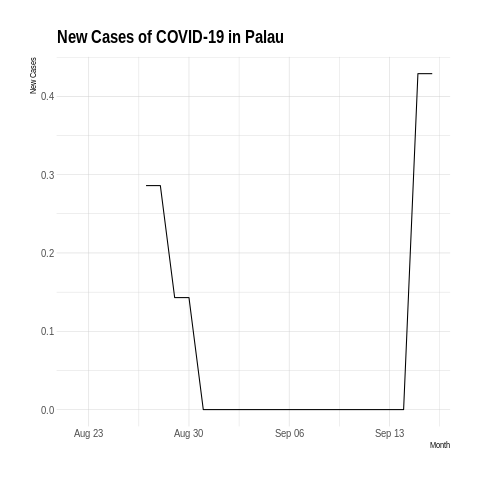 New Cases of COVID-19 in Palau
New Cases
0.4
0.3
0.2
0.1
0.0
Aug 23 Aug 30 Sep 06 Sep 13
Month